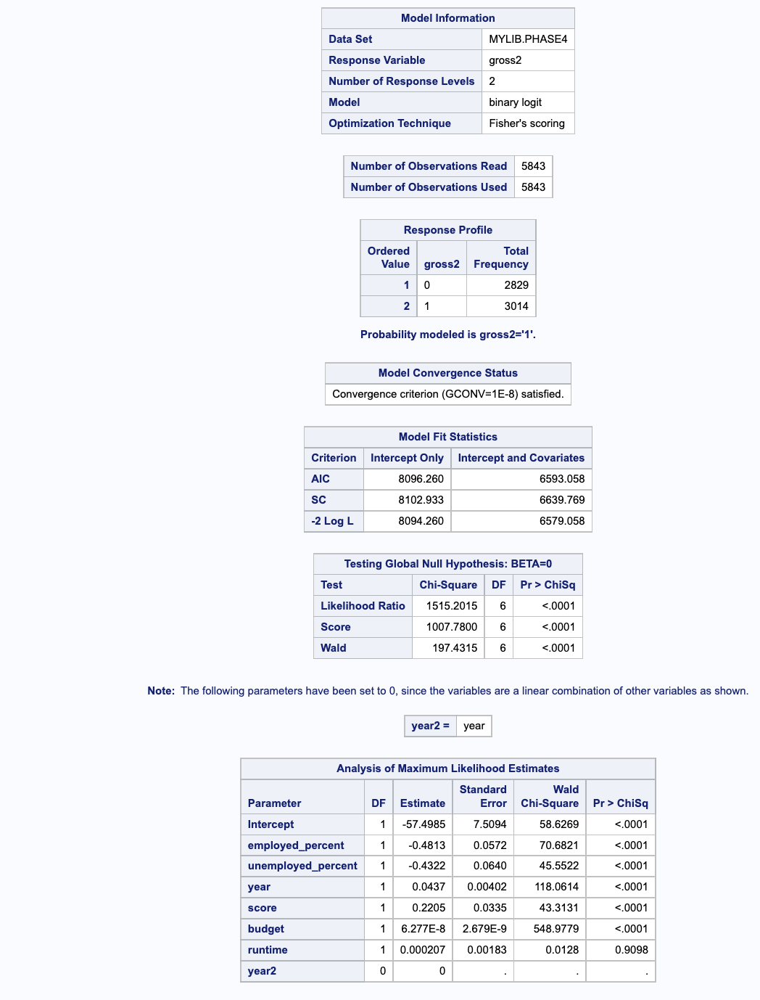 Model Information
Data Set MYLIB.PHASE4
Response Variable gross2
Number of Response Levels 2
Model binary logit
Optimization Technique Fisher's scoring
Number of Observations Read 5843
Number of Observations Used 5843
Response Profile
Ordered Total
Value gross2 Frequency
1 0 2829
2 1 3014
Probability modeled is gross2='1'.
Model Convergence Status
Convergence criterion (GCONV=1E-8) satisfied.
Model Fit Statistics
Criterion Intercept Only Intercept and Covariates
AIC 8096.260 6593.058
SC 8102.933 6639.769
-2 Log L 8094.260 6579.058
Testing Global Null Hypothesis: BETA=0
Test Chi-Square DF Pr > ChiSq
Likelihood Ratio 1515.2015 6 <.0001
Score 1007.7800 6 <.0001
Wald 197.4315 6 <.0001
Note: The following parameters have been set to 0, since the variables are a linear combination of other variables as shown.
year2 = year
Analysis of Maximum Likelihood Estimates
Standard Wald
Parameter DF Estimate Error Chi-Square Pr > ChiSq
Intercept 1 -57.4985 7.5094 58.6269 <.0001
employed_percent 1 -0.4813 0.0572 70.6821 <.0001
unemployed_percent 1 -0.4322 0.0640 45.5522 <.0001
year 1 0.0437 0.00402 118.0614 <.0001
score 1 0.2205 0.0335 43.3131 <.0001
budget 1 6.277E-8 2.679E-9 548.9779 <.0001
runtime 1 0.000207 0.00183 0.0128 0.9098
year2 0 0 . . .